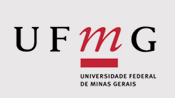 UFMG
UNIVERSIDADE FEDERAL
DE MINAS GERAIS